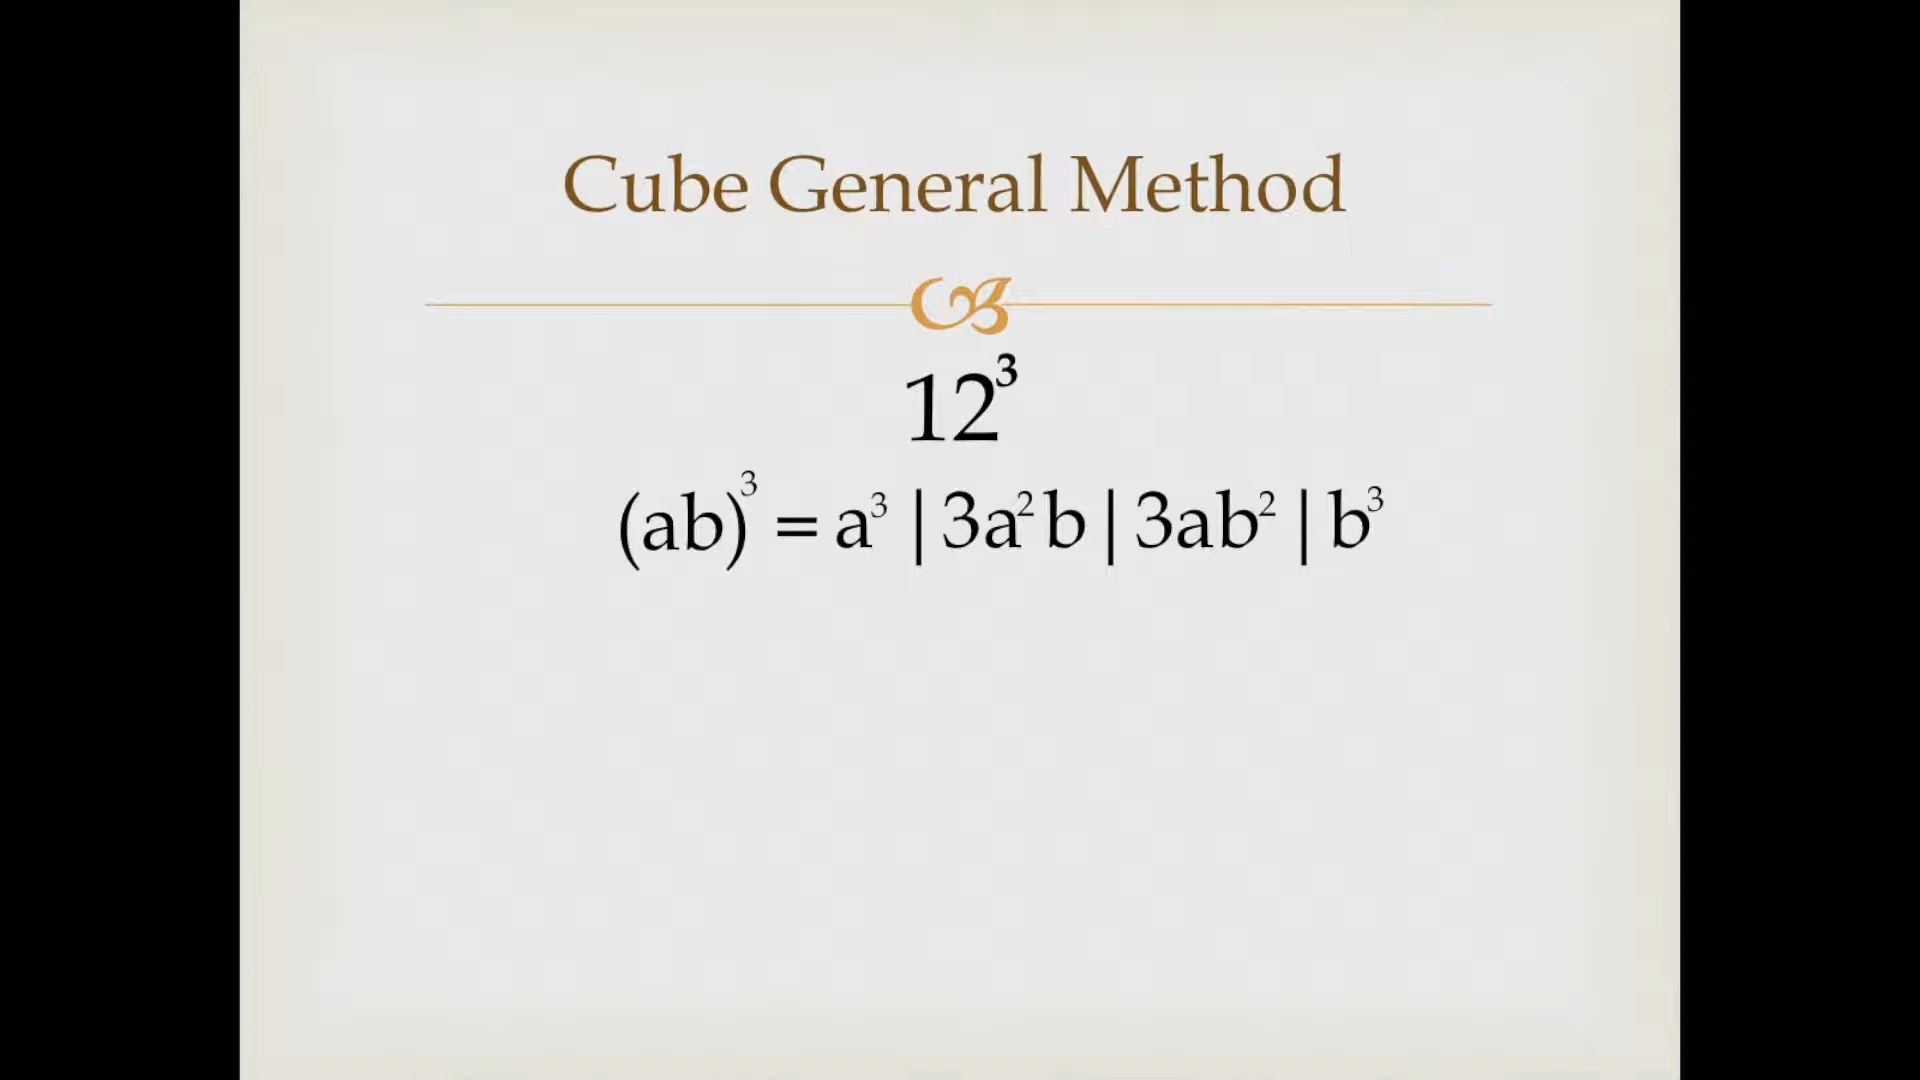 Cube General Method
12³
(ab)³ = a³ | 3a²b | 3ab² | b³